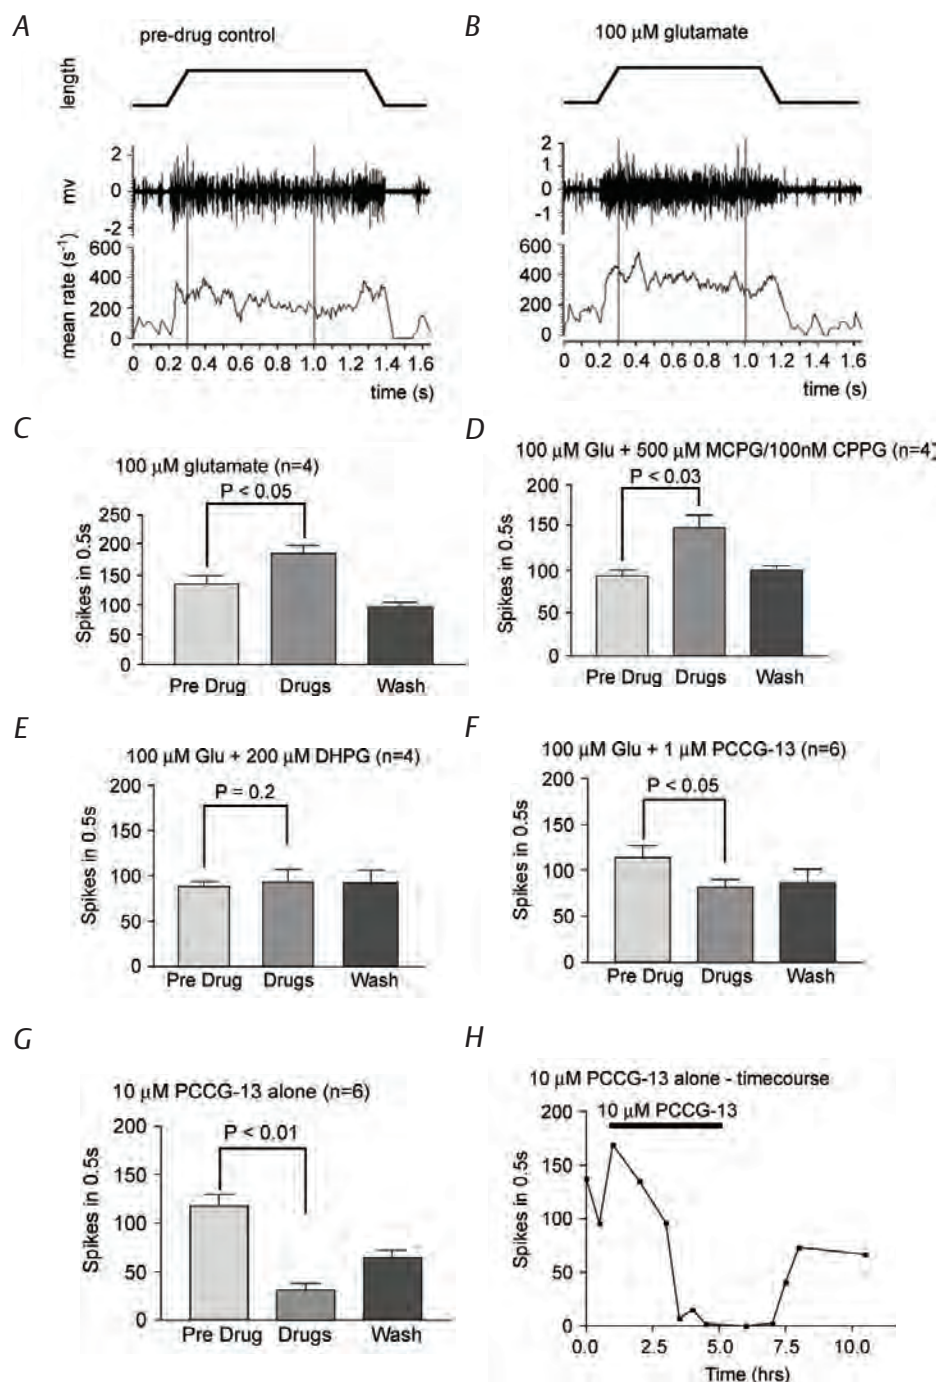 A
pre-drug control
length
2
0
-2
mv
600
400
200
0
mean rate (s⁻¹)
0 0.2 0.4 0.6 0.8 1.0 1.2 1.4 1.6
time (s)
B
100 µM glutamate
2
1
0
-1
600
400
200
0
0 0.2 0.4 0.6 0.8 1.0 1.2 1.4 1.6
time (s)
C
100 µM glutamate (n=4)
P < 0.05
250
200
150
100
50
0
Spikes in 0.5s
Pre Drug Drugs Wash
D
100 µM Glu + 500 µM MCPG/100nM CPPG (n=4)
P < 0.03
200
150
100
50
0
Spikes in 0.5s
Pre Drug Drugs Wash
E
100 µM Glu + 200 µM DHPG (n=4)
P = 0.2
200
150
100
50
0
Spikes in 0.5s
Pre Drug Drugs Wash
F
100 µM Glu + 1 µM PCCG-13 (n=6)
P < 0.05
200
150
100
50
0
Spikes in 0.5s
Pre Drug Drugs Wash
G
10 µM PCCG-13 alone (n=6)
P < 0.01
200
150
100
50
0
Spikes in 0.5s
Pre Drug Drugs Wash
H
10 µM PCCG-13 alone - timecourse
10 µM PCCG-13
200
150
100
50
0
Spikes in 0.5s
0.0 2.5 5.0 7.5 10.0
Time (hrs)